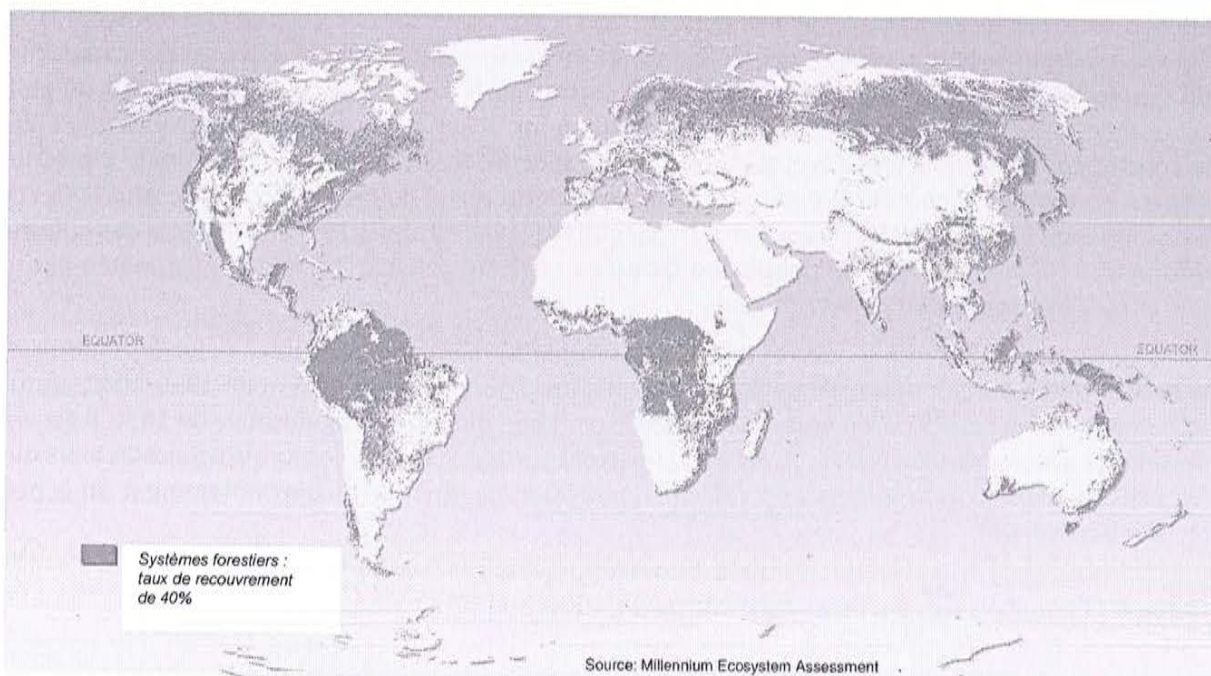 EQUATOR
EQUATOR
Systèmes forestiers :
taux de recouvrement
de 40%
Source: Millennium Ecosystem Assessment